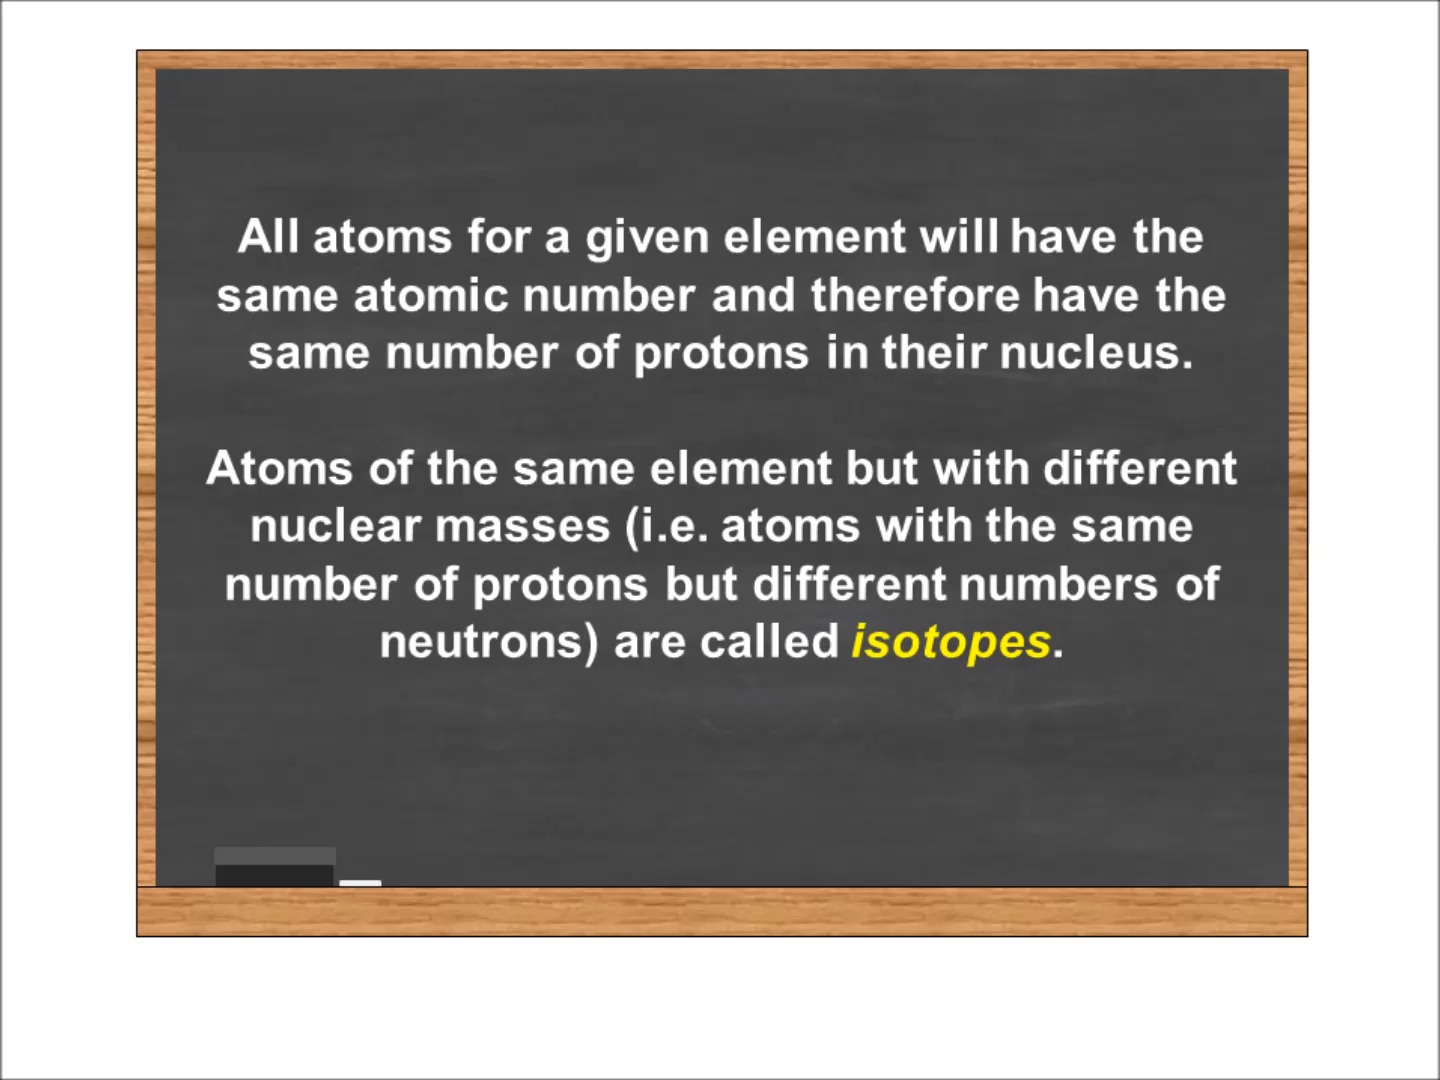 All atoms for a given element will have the
same atomic number and therefore have the
same number of protons in their nucleus.
Atoms of the same element but with different
nuclear masses (i.e. atoms with the same
number of protons but different numbers of
neutrons) are called isotopes.